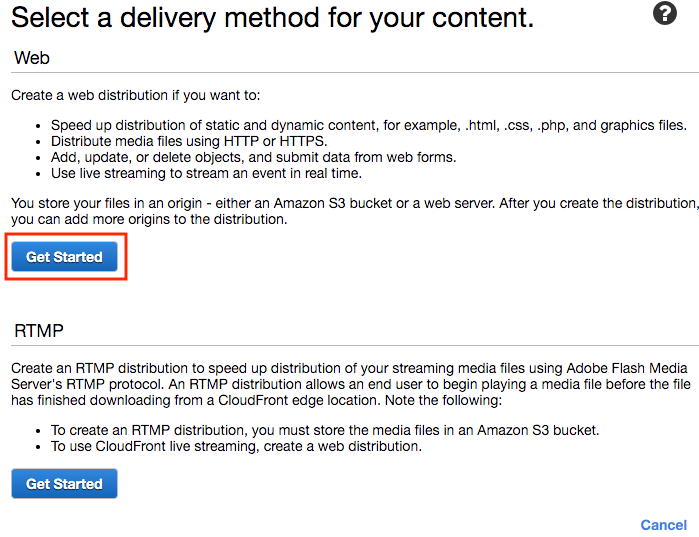 Select a delivery method for your content.
?
Web
Create a web distribution if you want to:
• Speed up distribution of static and dynamic content, for example, .html, .css, .php, and graphics files.
• Distribute media files using HTTP or HTTPS.
• Add, update, or delete objects, and submit data from web forms.
• Use live streaming to stream an event in real time.
You store your files in an origin - either an Amazon S3 bucket or a web server. After you create the distribution,
you can add more origins to the distribution.
Get Started
RTMP
Create an RTMP distribution to speed up distribution of your streaming media files using Adobe Flash Media
Server's RTMP protocol. An RTMP distribution allows an end user to begin playing a media file before the file
has finished downloading from a CloudFront edge location. Note the following:
• To create an RTMP distribution, you must store the media files in an Amazon S3 bucket.
• To use CloudFront live streaming, create a web distribution.
Get Started
Cancel